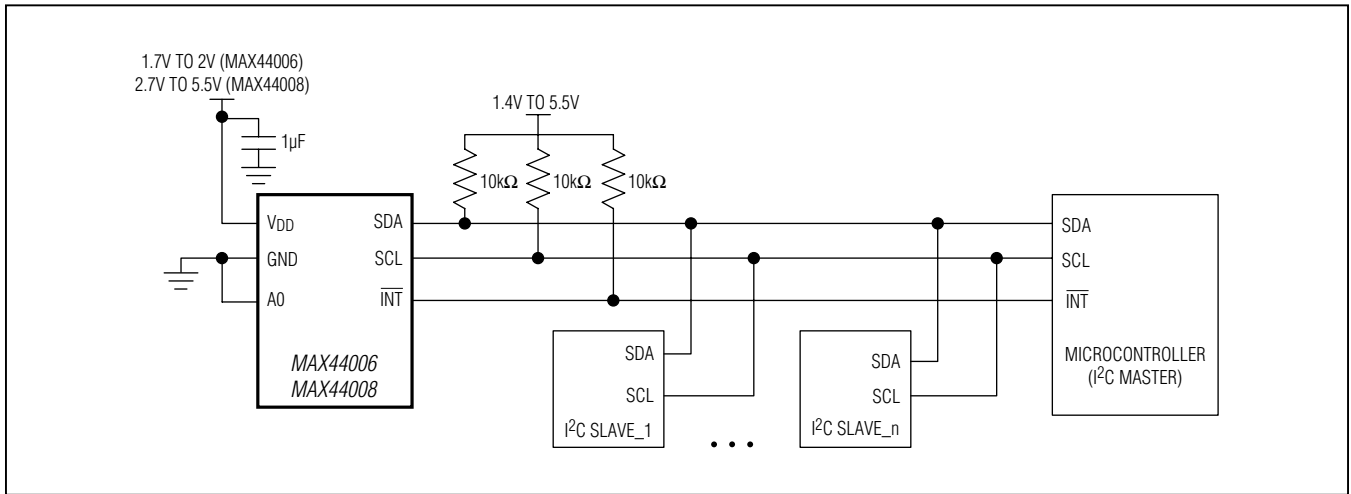 1.7V TO 2V (MAX44006)
2.7V TO 5.5V (MAX44008)
1µF
1.4V TO 5.5V
10kΩ
10kΩ
10kΩ
VDD
GND
A0
SDA
SCL
INT
MAX44006
MAX44008
SDA
SCL
I2C SLAVE_1
• • •
SDA
SCL
I2C SLAVE_n
SDA
SCL
INT
MICROCONTROLLER
(I2C MASTER)